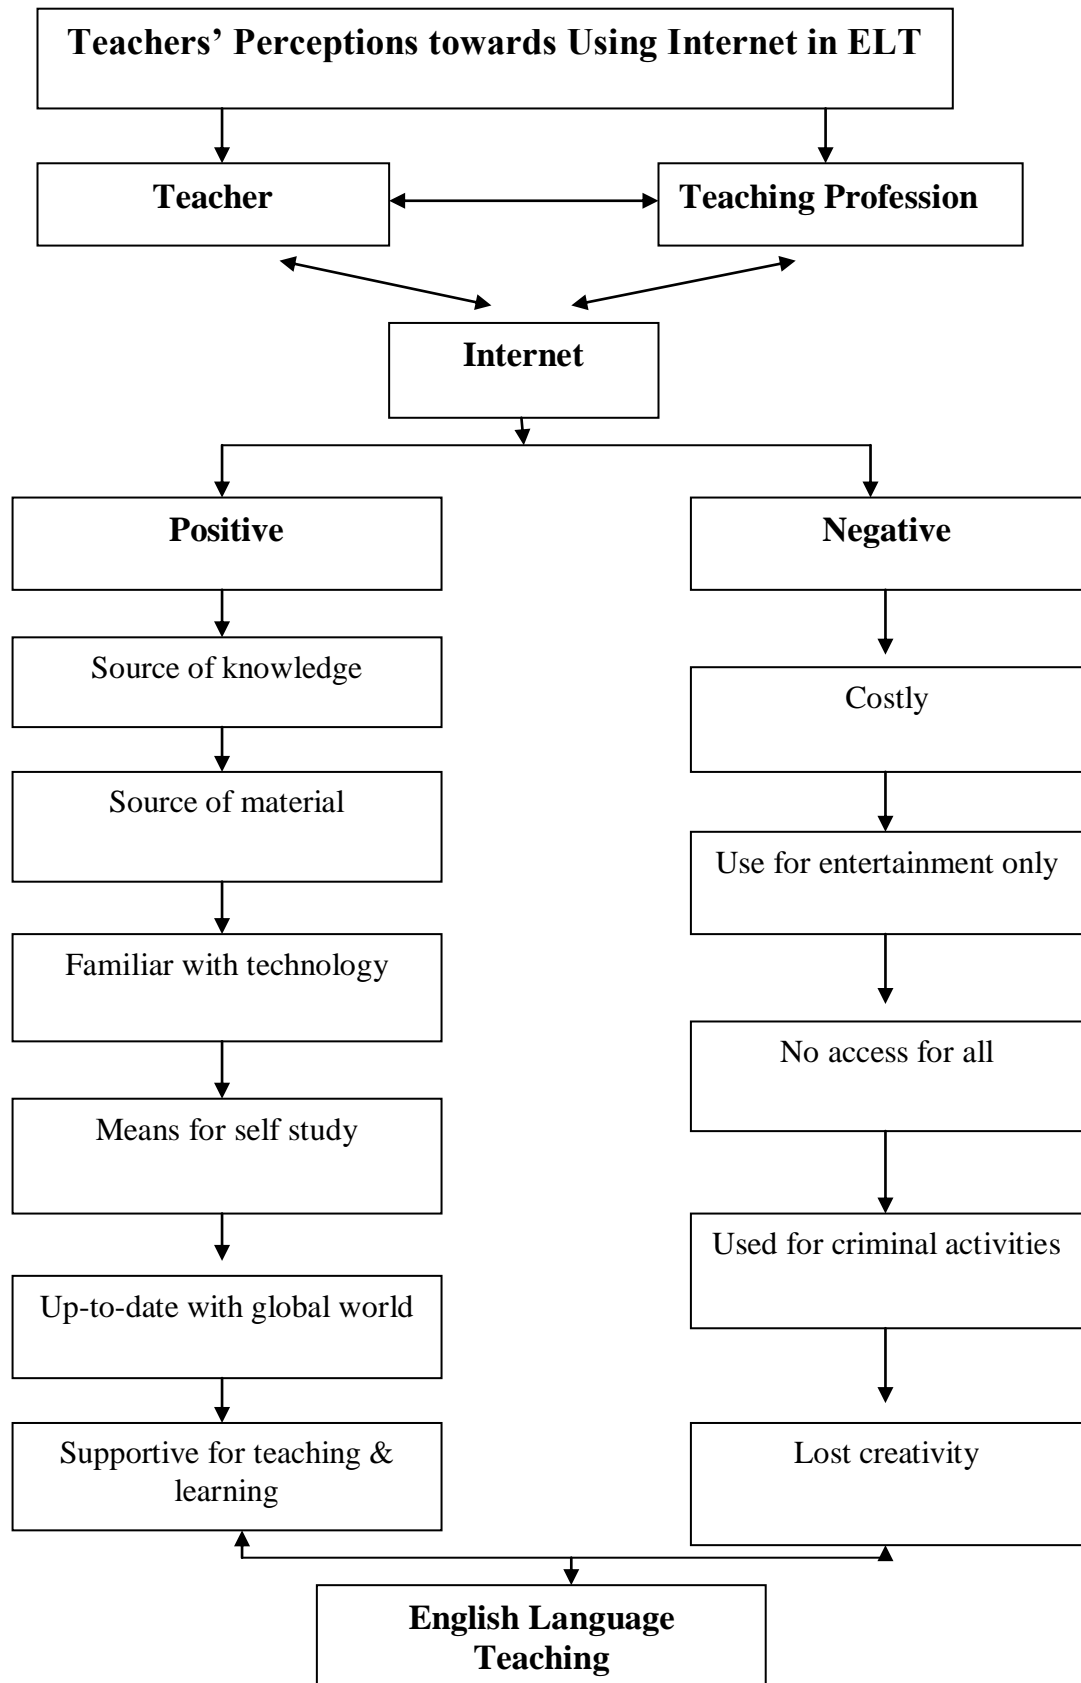 Teachers’ Perceptions towards Using Internet in ELT
Teacher
Teaching Profession
Internet
Positive
Negative
Source of knowledge
Costly
Source of material
Use for entertainment only
Familiar with technology
No access for all
Means for self study
Used for criminal activities
Up-to-date with global world
Supportive for teaching &
learning
Lost creativity
English Language
Teaching